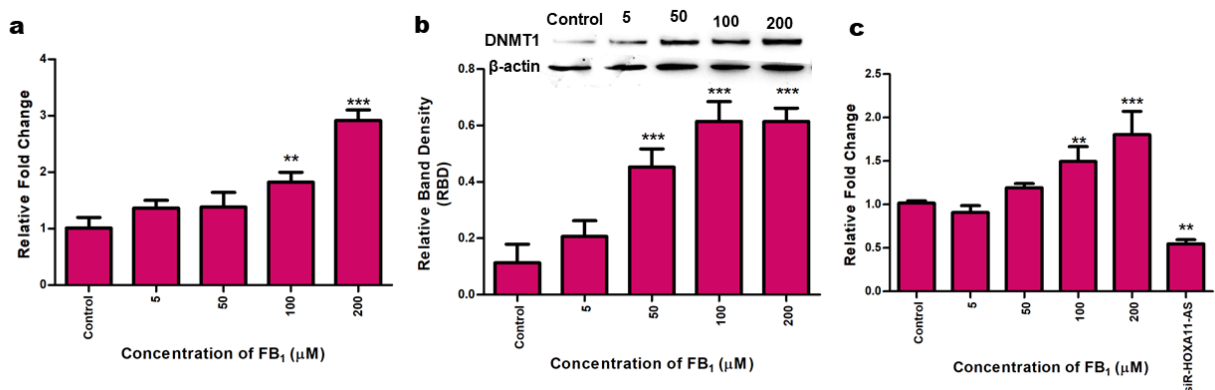 a
Relative Fold Change
4
3
2
1
0
**
***
Control
5
50
100
200
Concentration of FB₁ (μM)
b
Control 5 50 100 200
DNMT1
β-actin
Relative Band Density
(RBD)
0.8
0.6
0.4
0.2
0.0
***
***
***
Control
5
50
100
200
Concentration of FB₁ (μM)
c
Relative Fold Change
2.5
2.0
1.5
1.0
0.5
0.0
**
***
**
Control
5
50
100
200
siR-HOXA11-AS
Concentration of FB₁ (μM)